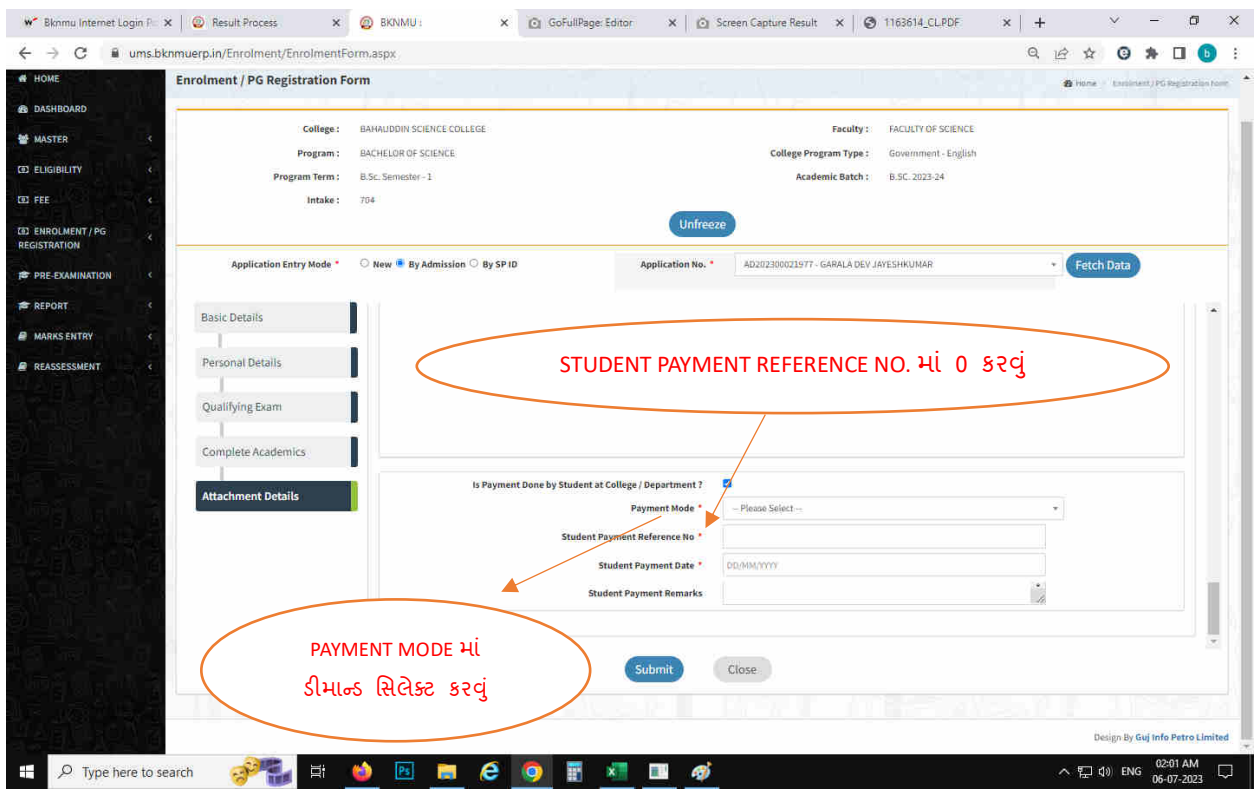 Bknmu Internet Login Po
Result Process
BKNMU :
GoFullPage: Editor
Screen Capture Result
1163614_CL.PDF
ums.bknmuerp.in/Enrolment/EnrolmentForm.aspx
b
HOME
DASHBOARD
MASTER
ELIGIBILITY
FEE
ENROLMENT / PG
REGISTRATION
PRE-EXAMINATION
REPORT
MARKS ENTRY
REASSESSMENT
Enrolment / PG Registration Form
Home / Enrolment / PG Registration Form
College : BAHAUDDIN SCIENCE COLLEGE Faculty : FACULTY OF SCIENCE
Program : BACHELOR OF SCIENCE College Program Type : Government - English
Program Term : B.Sc. Semester - 1 Academic Batch : B.SC. 2023-24
Intake : 704
Unfreeze
Application Entry Mode * New By Admission By SP ID Application No. * AD202300021977 - GARALA DEV JAYESHKUMAR Fetch Data
Basic Details
Personal Details
Qualifying Exam
Complete Academics
Attachment Details
STUDENT PAYMENT REFERENCE NO. માં 0 કરવું
Is Payment Done by Student at College / Department ?
Payment Mode * -- Please Select --
Student Payment Reference No *
Student Payment Date * DD/MM/YYYY
Student Payment Remarks
PAYMENT MODE માં
ડીમાન્ડ સિલેક્ટ કરવું
Submit Close
Design By Guj Info Petro Limited
Type here to search
Ps
ENG
02:01 AM
06-07-2023